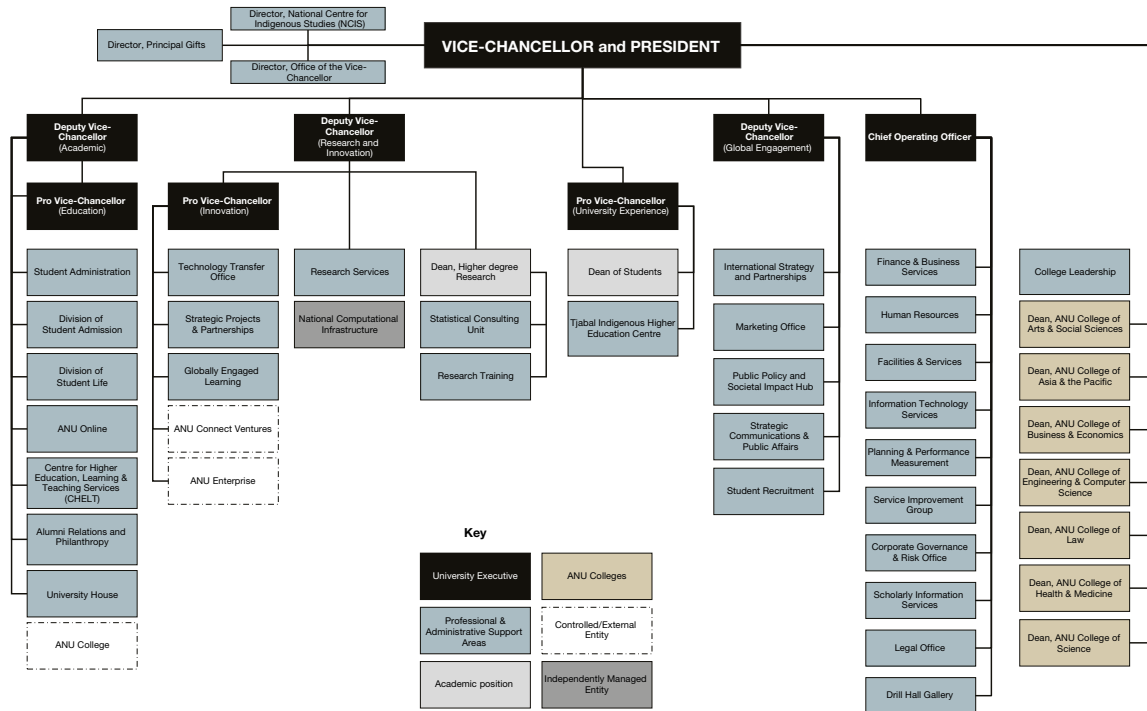 Director, National Centre for
Indigenous Studies (NCIS)
Director, Principal Gifts
VICE-CHANCELLOR and PRESIDENT
Director, Office of the Vice-
Chancellor
Deputy Vice-
Chancellor
(Academic)
Deputy Vice-
Chancellor
(Research and
Innovation)
Deputy Vice-
Chancellor
(Global Engagement)
Chief Operating Officer
Pro Vice-Chancellor
(Education)
Pro Vice-Chancellor
(Innovation)
Pro Vice-Chancellor
(University Experience)
Student Administration
Division of
Student Admission
Division of
Student Life
ANU Online
Centre for Higher
Education, Learning &
Teaching Services
(CHELT)
Alumni Relations and
Philanthropy
University House
ANU College
Technology Transfer
Office
Strategic Projects
& Partnerships
Globally Engaged
Learning
ANU Connect Ventures
ANU Enterprise
Research Services
National Computational
Infrastructure
Dean, Higher degree
Research
Statistical Consulting
Unit
Research Training
Dean of Students
Tjabal Indigenous Higher
Education Centre
International Strategy
and Partnerships
Marketing Office
Public Policy and
Societal Impact Hub
Strategic
Communications &
Public Affairs
Student Recruitment
Finance & Business
Services
Human Resources
Facilities & Services
Information Technology
Services
Planning & Performance
Measurement
Service Improvement
Group
Corporate Governance
& Risk Office
Scholarly Information
Services
Legal Office
Drill Hall Gallery
College Leadership
Dean, ANU College of
Arts & Social Sciences
Dean, ANU College of
Asia & the Pacific
Dean, ANU College of
Business & Economics
Dean, ANU College of
Engineering & Computer
Science
Dean, ANU College of
Law
Dean, ANU College of
Health & Medicine
Dean, ANU College of
Science
Key
University Executive
ANU Colleges
Professional &
Administrative Support
Areas
Controlled/External
Entity
Academic position
Independently Managed
Entity